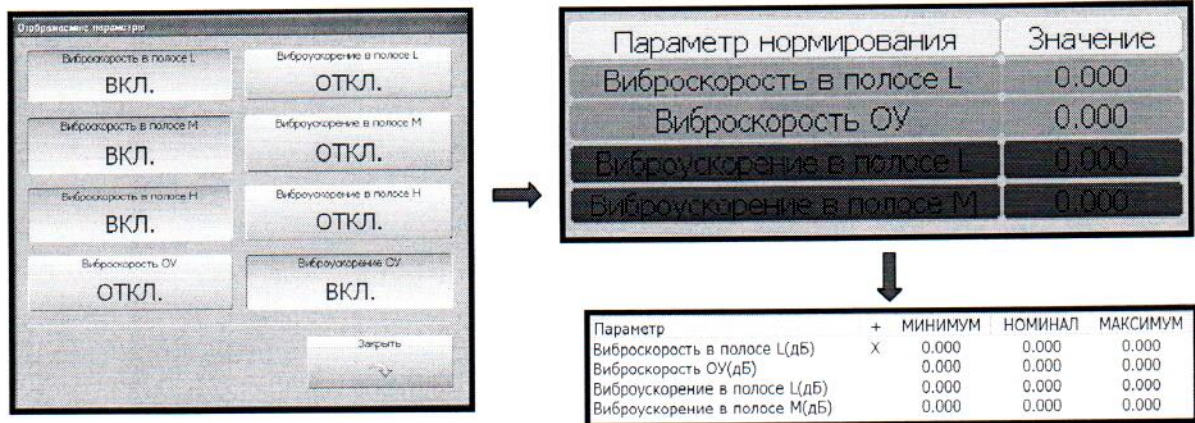 Отображаемые параметры
Виброскорость в полосе L
ВКЛ.
Виброускорение в полосе L
ОТКЛ.
Виброскорость в полосе M
ВКЛ.
Виброускорение в полосе M
ОТКЛ.
Виброскорость в полосе H
ВКЛ.
Виброускорение в полосе H
ОТКЛ.
Виброскорость ОУ
ОТКЛ.
Виброускорение ОУ
ВКЛ.
Закрыть
Параметр нормирования Значение
Виброскорость в полосе L 0.000
Виброскорость ОУ 0.000
Виброускорение в полосе L 0.000
Виброускорение в полосе M 0.000
Параметр + МИНИМУМ НОМИНАЛ МАКСИМУМ
Виброскорость в полосе L(дБ) X 0.000 0.000 0.000
Виброскорость ОУ(дБ) 0.000 0.000 0.000
Виброускорение в полосе L(дБ) 0.000 0.000 0.000
Виброускорение в полосе M(дБ) 0.000 0.000 0.000